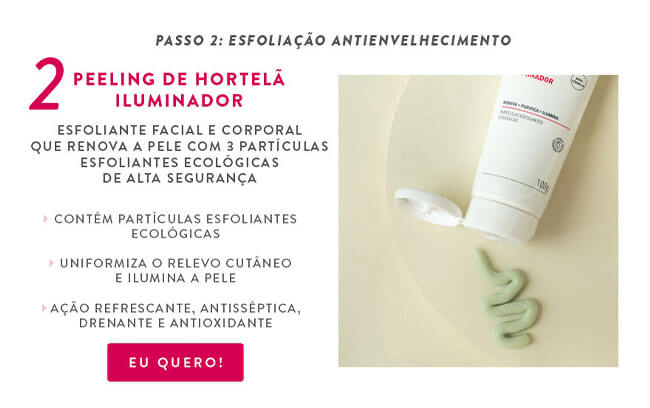 PASSO 2: ESFOLIAÇÃO ANTIENVELHECIMENTO
2
PEELING DE HORTELÃ
ILUMINADOR
ESFOLIANTE FACIAL E CORPORAL
QUE RENOVA A PELE COM 3 PARTÍCULAS
ESFOLIANTES ECOLÓGICAS
DE ALTA SEGURANÇA
CONTÉM PARTÍCULAS ESFOLIANTES
ECOLÓGICAS
UNIFORMIZA O RELEVO CUTÂNEO
E ILUMINA A PELE
AÇÃO REFRESCANTE, ANTISSÉPTICA,
DRENANTE E ANTIOXIDANTE
EU QUERO!
RENOVA • PURIFICA • ILUMINA
PARTÍCULAS ESFOLIANTES
100g